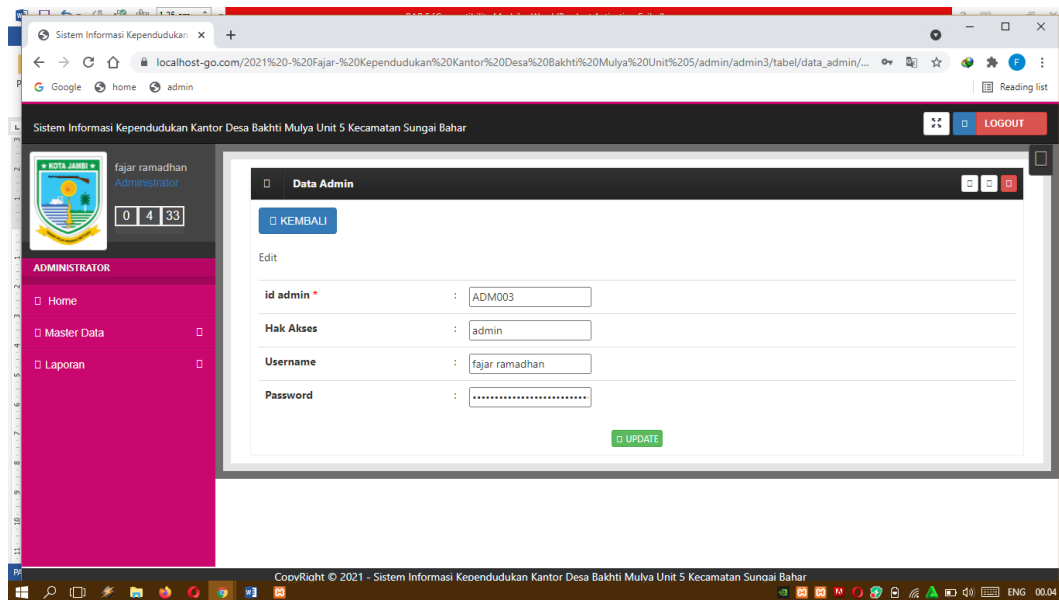 Sistem Informasi Kependudukan
localhost-go.com/2021%20-%20Fajar-%20Kependudukan%20Kantor%20Desa%20Bakhti%20Mulya%20Unit%205/admin/admin3/tabel/data_admin/...
F
G Google home admin Reading list
Sistem Informasi Kependudukan Kantor Desa Bakhti Mulya Unit 5 Kecamatan Sungai Bahar LOGOUT
KOTA JAMBI
fajar ramadhan
Administrator
0 4 33
Data Admin
KEMBALI
Edit
ADMINISTRATOR
Home
Master Data
Laporan
id admin * : ADM003
Hak Akses : admin
Username : fajar ramadhan
Password : ••••••••••••••••••••••••••
UPDATE
CopyRight © 2021 - Sistem Informasi Kependudukan Kantor Desa Bakhti Mulya Unit 5 Kecamatan Sungai Bahar
ENG 00.04